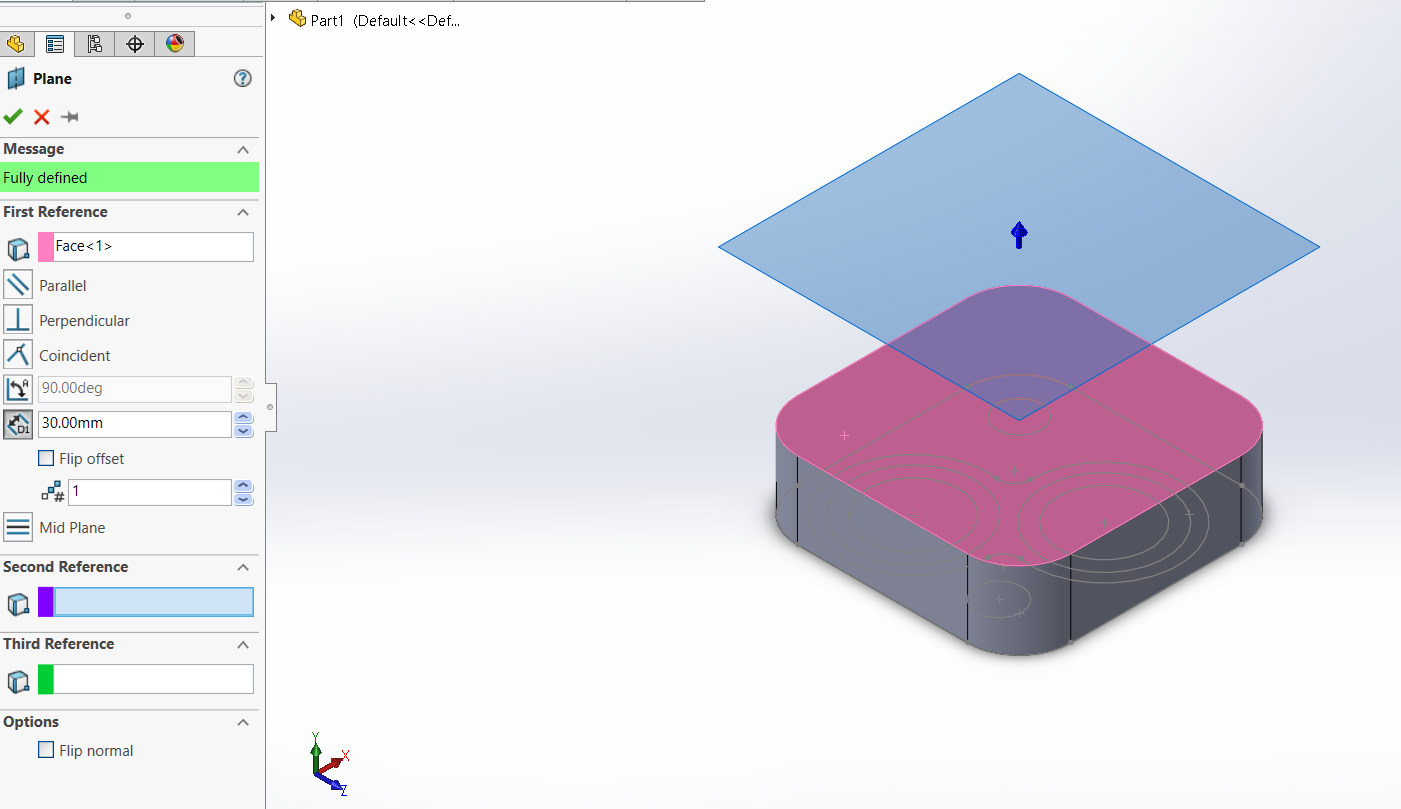 Part1 (Default<<Def...
Plane
?
Message
Fully defined
First Reference
Face<1>
Parallel
Perpendicular
Coincident
90.00deg
30.00mm
Flip offset
1
Mid Plane
Second Reference
Third Reference
Options
Flip normal
Y
X
Z